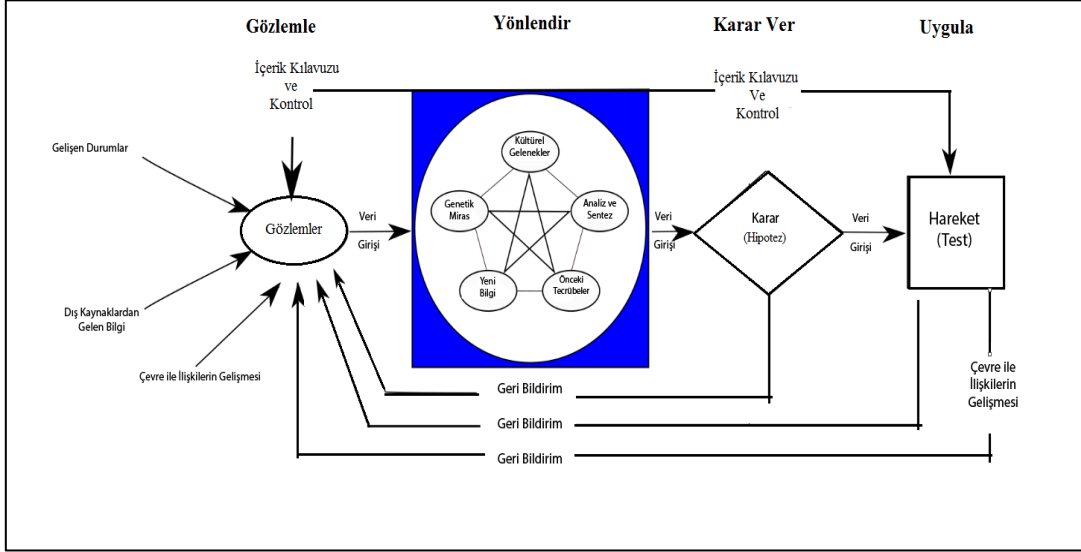 Gözlemle
Yönlendir
Karar Ver
Uygula
İçerik Kılavuzu
ve
Kontrol
İçerik Kılavuzu
Ve
Kontrol
Gelişen Durumlar
Gözlemler
Dış Kaynaklardan
Gelen Bilgi
Çevre ile İlişkilerin Gelişmesi
Veri
Girişi
Kültürel
Gelenekler
Genetik
Miras
Analiz ve
Sentez
Yeni
Bilgi
Önceki
Tecrübeler
Veri
Girişi
Karar
(Hipotez)
Veri
Girişi
Hareket
(Test)
Çevre ile
İlişkilerin
Gelişmesi
Geri Bildirim
Geri Bildirim
Geri Bildirim